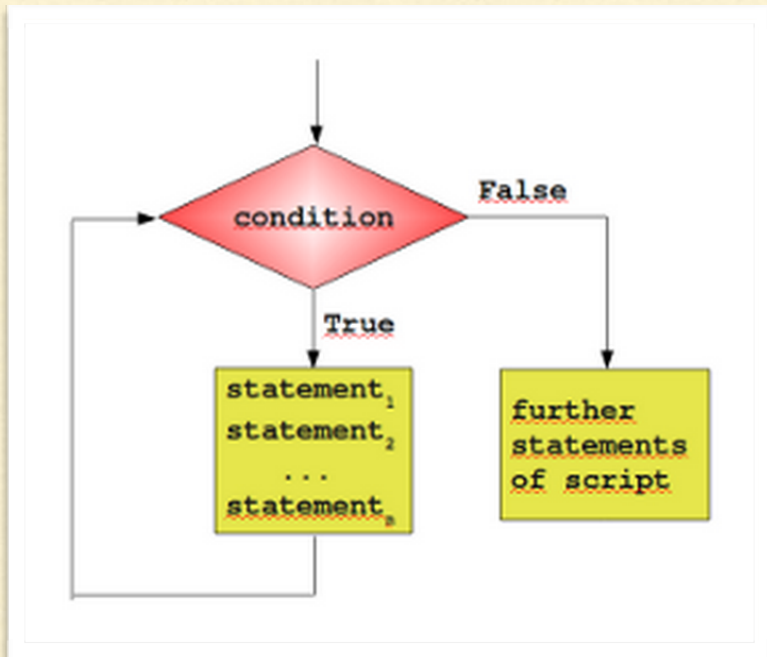 condition
False
True
statement₁
statement₂
...
statementₙ
further
statements
of script